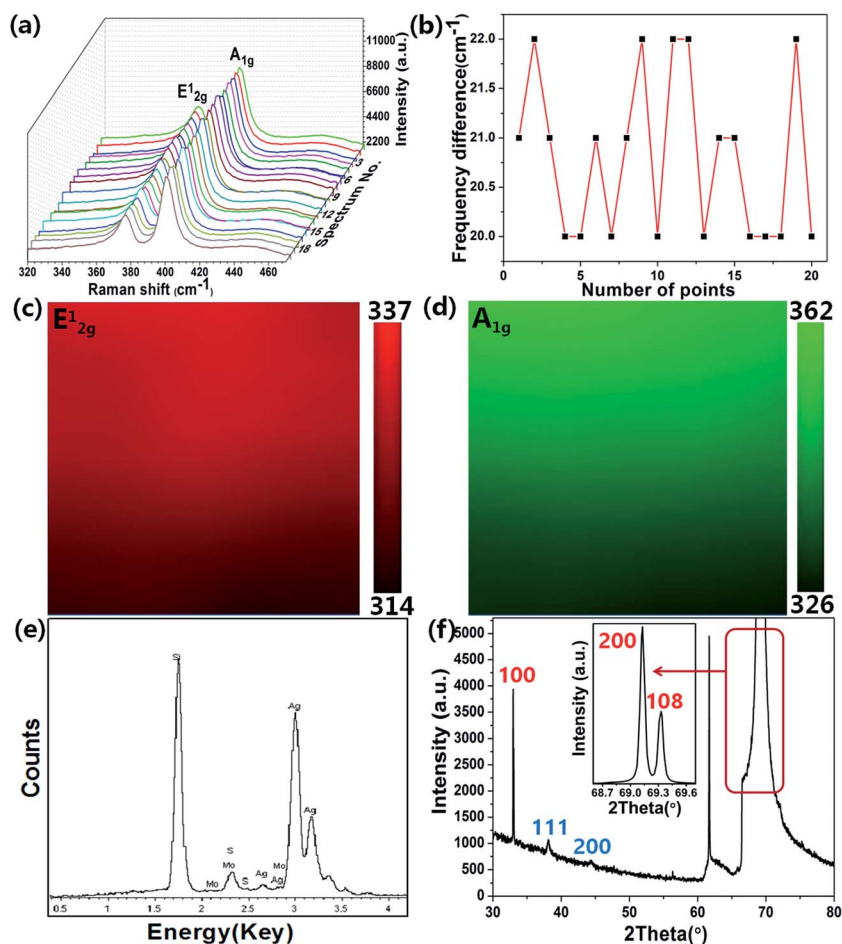 (a)
E¹2g
A1g
11000
8800
6600
4400
2200
Intensity (a.u.)
3
6
9
12
15
18
Spectrum No.
320 340 360 380 400 420 440 460
Raman shift (cm-1)
(b)
Frequency difference(cm-1)
22.0
21.5
21.0
20.5
20.0
0 5 10 15 20
Number of points
(c)
E¹2g
337
314
(d)
A1g
362
326
(e)
Counts
Si
S
Mo
Mo
S
Ag
Mo
Ag
Ag
Ag
0.5 1 1.5 2 2.5 3 3.5 4
Energy(Key)
(f)
Intensity (a.u.)
5000
4500
4000
3500
3000
2500
2000
1500
1000
500
0
100
111
200
200
108
Intensity (a.u.)
68.7 69.0 69.3 69.6
2Theta(°)
30 40 50 60 70 80
2Theta(°)